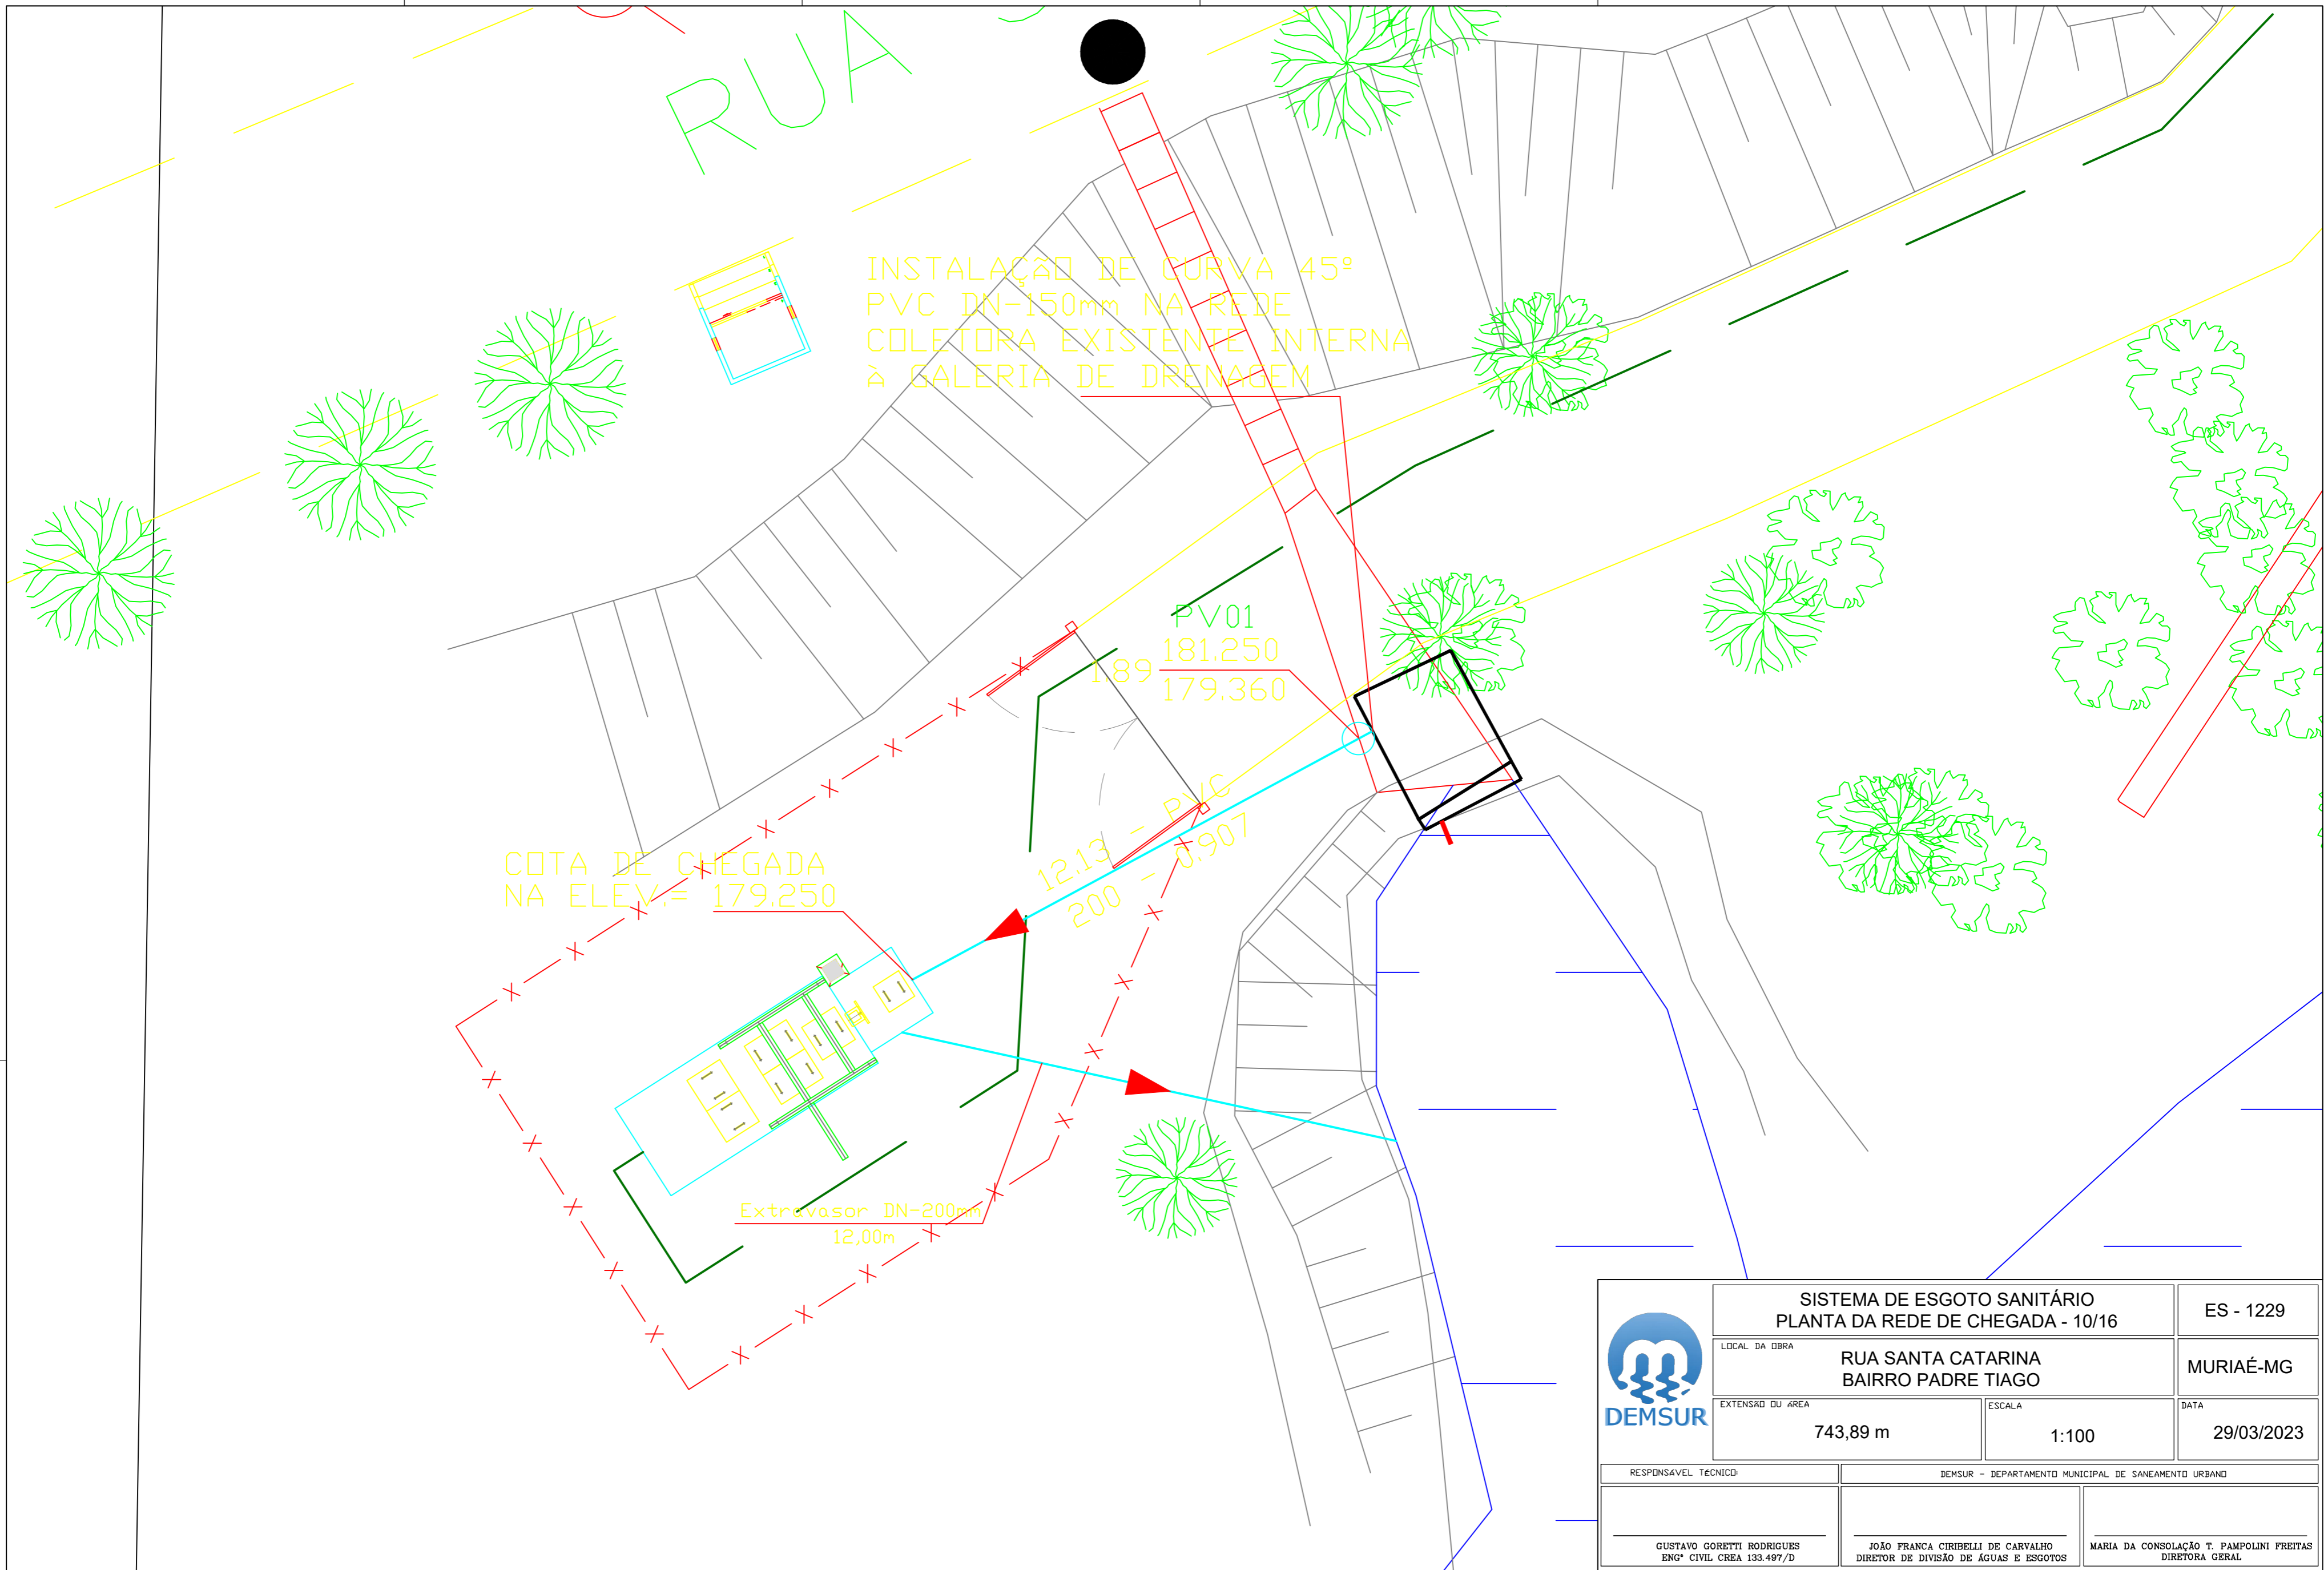 RUA
INSTALAÇÃO DE CURVA 45º
PVC DN-150mm NA REDE
COLETORA EXISTENTE INTERNA
à GALERIA DE DRENAGEM
PV01
181.250
1.89
179.360
12.13 - PVC
200 - 0.907
COTA DE CHEGADA
NA ELEV.= 179.250
Extravasor DN-200mm
12,00m
DEMSUR
SISTEMA DE ESGOTO SANITÁRIO
PLANTA DA REDE DE CHEGADA - 10/16
ES - 1229
LOCAL DA OBRA
RUA SANTA CATARINA
BAIRRO PADRE TIAGO
MURIAÉ-MG
EXTENSÃO OU ÁREA
743,89 m
ESCALA
1:100
DATA
29/03/2023
RESPONSÁVEL TÉCNICO:
DEMSUR - DEPARTAMENTO MUNICIPAL DE SANEAMENTO URBANO
GUSTAVO GORETTI RODRIGUES
ENGº CIVIL CREA 133.497/D
JOÃO FRANCA CIRIBELLI DE CARVALHO
DIRETOR DE DIVISÃO DE ÁGUAS E ESGOTOS
MARIA DA CONSOLAÇÃO T. PAMPOLINI FREITAS
DIRETORA GERAL